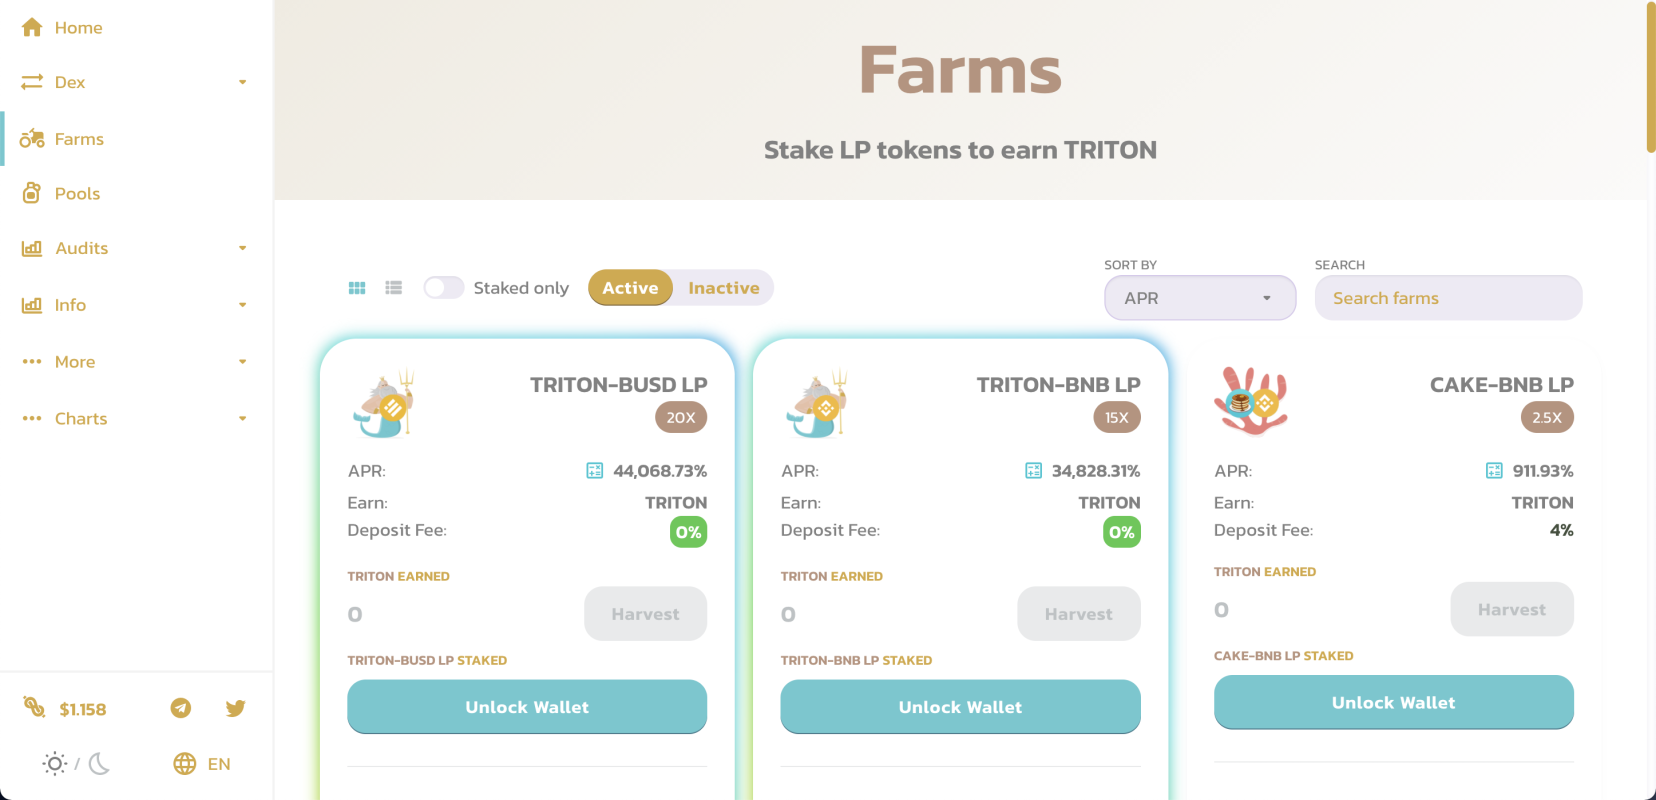 Home
Dex
Farms
Pools
Audits
Info
More
Charts
$1.158
/
EN
Farms
Stake LP tokens to earn TRITON
Staked only
Active
Inactive
SORT BY
APR
SEARCH
Search farms
TRITON-BUSD LP
20X
APR: 44,068.73%
Earn: TRITON
Deposit Fee: 0%
TRITON EARNED
0 Harvest
TRITON-BUSD LP STAKED
Unlock Wallet
TRITON-BNB LP
15X
APR: 34,828.31%
Earn: TRITON
Deposit Fee: 0%
TRITON EARNED
0 Harvest
TRITON-BNB LP STAKED
Unlock Wallet
CAKE-BNB LP
2.5X
APR: 911.93%
Earn: TRITON
Deposit Fee: 4%
TRITON EARNED
0 Harvest
CAKE-BNB LP STAKED
Unlock Wallet